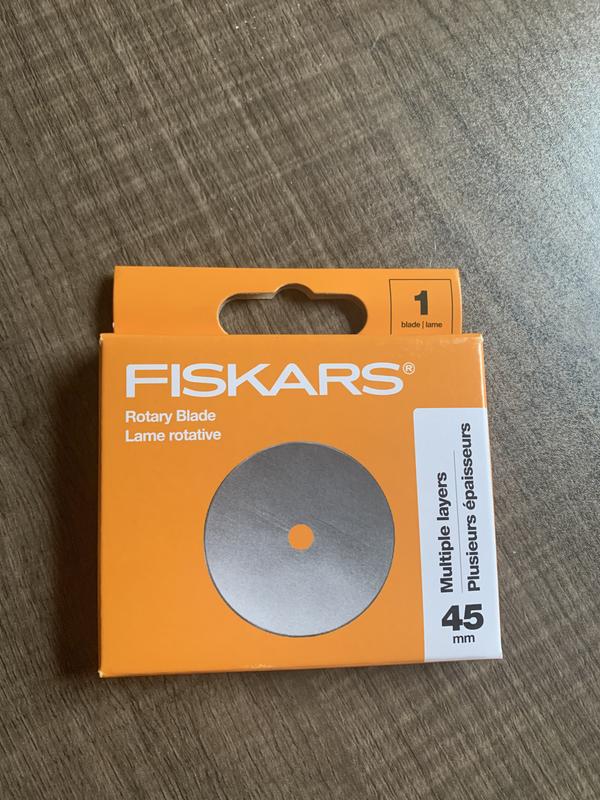 1
blade | lame
FISKARS®
Rotary Blade
Lame rotative
Multiple layers
Plusieurs épaisseurs
45
mm